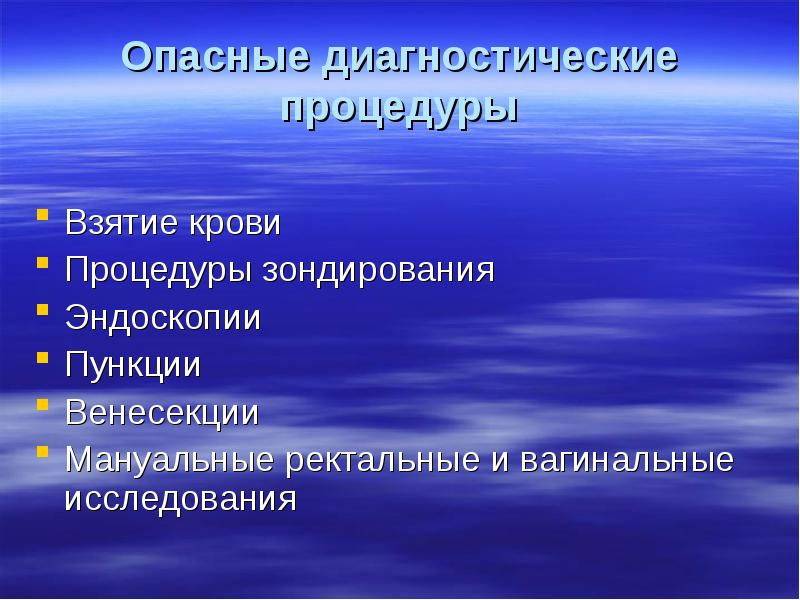 Опасные диагностические
процедуры
Взятие крови
Процедуры зондирования
Эндоскопии
Пункции
Венесекции
Мануальные ректальные и вагинальные
исследования